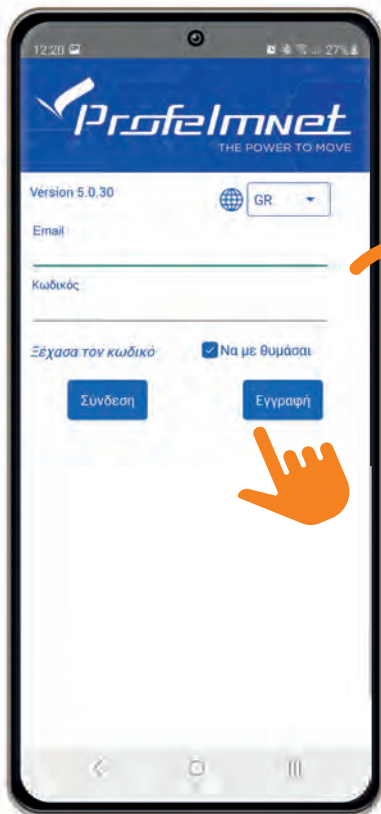 12:20
27%
Profelmnet
THE POWER TO MOVE
Version 5.0.30
GR
Email
Κωδικός
Ξέχασα τον κωδικό
Να με θυμάσαι
Σύνδεση
Εγγραφή